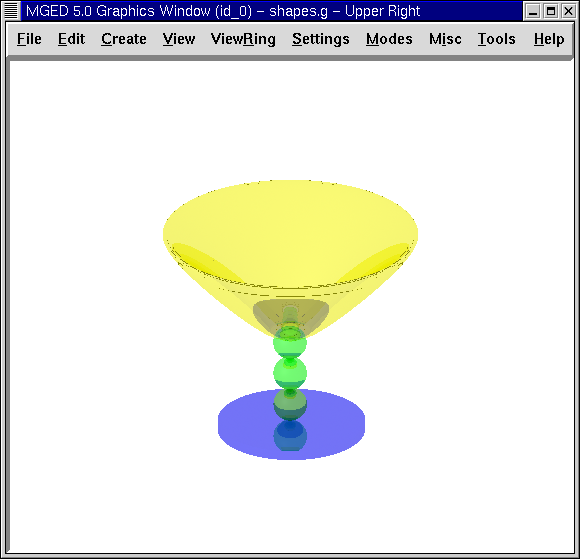 MGED 5.0 Graphics Window (id_0) – shapes.g – Upper Right
File Edit Create View ViewRing Settings Modes Misc Tools Help